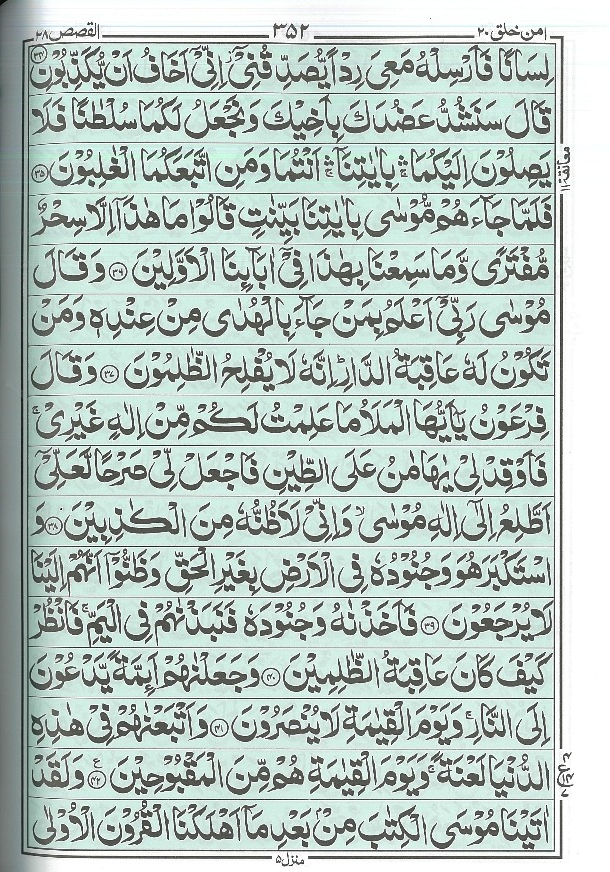 امن خلق ٢٠
٣٥٢
القصص ٢٨
لِسَانًا فَاَرْسِلْهُ مَعِيَ رِدْاً يُّصَدِّقُنِيْٓ اِنِّيْٓ اَخَافُ اَنْ يُّكَذِّبُوْنِ ۝٣٤
قَالَ سَنَشُدُّ عَضُدَكَ بِاَخِيْكَ وَنَجْعَلُ لَكُمَا سُلْطٰنًا فَلَا
يَصِلُوْنَ اِلَيْكُمَا ۛ بِاٰيٰتِنَآ ۛ اَنْتُمَا وَمَنِ اتَّبَعَكُمَا الْغٰلِبُوْنَ ۝٣٥
معانقة ١١
فَلَمَّا جَآءَهُمْ مُّوْسٰى بِاٰيٰتِنَا بَيِّنٰتٍ قَالُوْا مَا هٰذَآ اِلَّا سِحْرٌ
مُّفْتَرًى وَّمَا سَمِعْنَا بِهٰذَا فِيْٓ اٰبَآئِنَا الْاَوَّلِيْنَ ۝٣٦ وَقَالَ
مُوْسٰى رَبِّيْٓ اَعْلَمُ بِمَنْ جَآءَ بِالْهُدٰى مِنْ عِنْدِهٖ وَمَنْ
تَكُوْنُ لَهٗ عَاقِبَةُ الدَّارِ ؕ اِنَّهٗ لَا يُفْلِحُ الظّٰلِمُوْنَ ۝٣٧ وَقَالَ
فِرْعَوْنُ يٰٓاَيُّهَا الْمَلَاُ مَا عَلِمْتُ لَكُمْ مِّنْ اِلٰهٍ غَيْرِيْ ۚ
فَاَوْقِدْ لِيْ يٰهَامٰنُ عَلَى الطِّيْنِ فَاجْعَلْ لِّيْ صَرْحًا لَّعَلِّيْٓ
اَطَّلِعُ اِلٰٓى اِلٰهِ مُوْسٰى ۙ وَاِنِّيْ لَاَظُنُّهٗ مِنَ الْكٰذِبِيْنَ ۝٣٨ وَ
اسْتَكْبَرَ هُوَ وَجُنُوْدُهٗ فِي الْاَرْضِ بِغَيْرِ الْحَقِّ وَظَنُّوْٓا اَنَّهُمْ اِلَيْنَا
لَا يُرْجَعُوْنَ ۝٣٩ فَاَخَذْنٰهُ وَجُنُوْدَهٗ فَنَبَذْنٰهُمْ فِي الْيَمِّ ۚ فَانْظُرْ
كَيْفَ كَانَ عَاقِبَةُ الظّٰلِمِيْنَ ۝٤٠ وَجَعَلْنٰهُمْ اَئِمَّةً يَّدْعُوْنَ
اِلَى النَّارِ ۚ وَيَوْمَ الْقِيٰمَةِ لَا يُنْصَرُوْنَ ۝٤١ وَاَتْبَعْنٰهُمْ فِيْ هٰذِهِ
الدُّنْيَا لَعْنَةً ۚ وَيَوْمَ الْقِيٰمَةِ هُمْ مِّنَ الْمَقْبُوْحِيْنَ ۝٤٢ وَلَقَدْ
اٰتَيْنَا مُوْسَى الْكِتٰبَ مِنْۢ بَعْدِ مَآ اَهْلَكْنَا الْقُرُوْنَ الْاُوْلٰى
منزل ٥